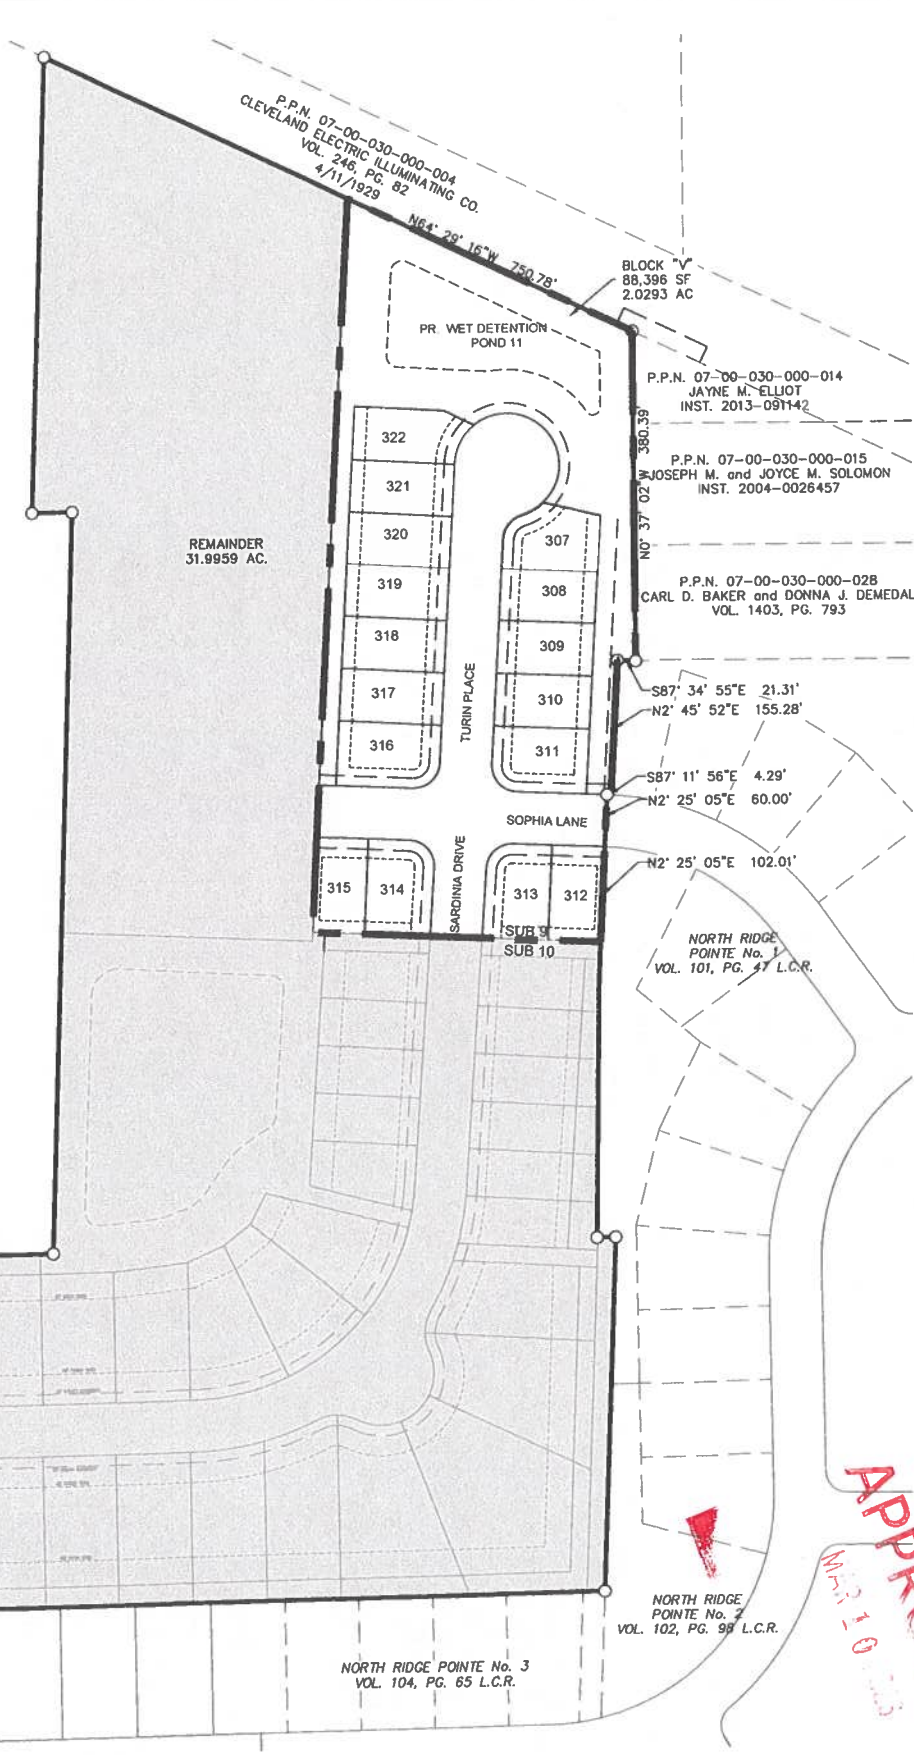 P.P.N. 07-00-030-000-004
CLEVELAND ELECTRIC ILLUMINATING CO.
VOL. 246, PG. 82
4/11/1929
N64° 29' 16"W 750.78'
BLOCK "V"
88,396 SF
2.0293 AC
PR. WET DETENTION
POND 11
P.P.N. 07-00-030-000-014
JAYNE M. ELLIOT
INST. 2013-091142
N0° 37' 02"W 380.39'
P.P.N. 07-00-030-000-015
JOSEPH M. and JOYCE M. SOLOMON
INST. 2004-0026457
P.P.N. 07-00-030-000-028
CARL D. BAKER and DONNA J. DEMEDAL
VOL. 1403, PG. 793
REMAINDER
31.9959 AC.
322
321
320
319
318
317
316
307
308
309
310
311
TURIN PLACE
S87° 34' 55"E 21.31'
N2° 45' 52"E 155.28'
S87° 11' 56"E 4.29'
N2° 25' 05"E 60.00'
SOPHIA LANE
SARDINIA DRIVE
N2° 25' 05"E 102.01'
315
314
313
312
SUB 9
SUB 10
NORTH RIDGE
POINTE No. 1
VOL. 101, PG. 47 L.C.R.
NORTH RIDGE
POINTE No. 2
VOL. 102, PG. 98 L.C.R.
NORTH RIDGE POINTE No. 3
VOL. 104, PG. 65 L.C.R.
APPR
MAR 10